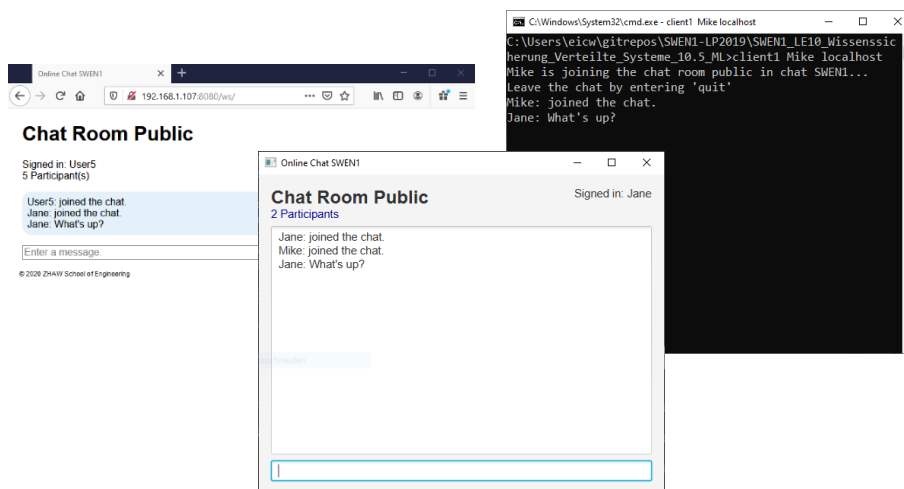 Online Chat SWEN1
192.168.1.107:8080/ws/
Chat Room Public
Signed in: User5
5 Participant(s)
User5: joined the chat.
Jane: joined the chat.
Jane: What's up?
Enter a message.
© 2020 ZHAW School of Engineering
C:\Windows\System32\cmd.exe - client1 Mike localhost
C:\Users\eicw\gitrepos\SWEN1-LP2019\SWEN1_LE10_Wissenssic
herung_Verteilte_Systeme_10.5_ML>client1 Mike localhost
Mike is joining the chat room public in chat SWEN1...
Leave the chat by entering 'quit'
Mike: joined the chat.
Jane: What's up?
Online Chat SWEN1
Chat Room Public
Signed in: Jane
2 Participants
Jane: joined the chat.
Mike: joined the chat.
Jane: What's up?